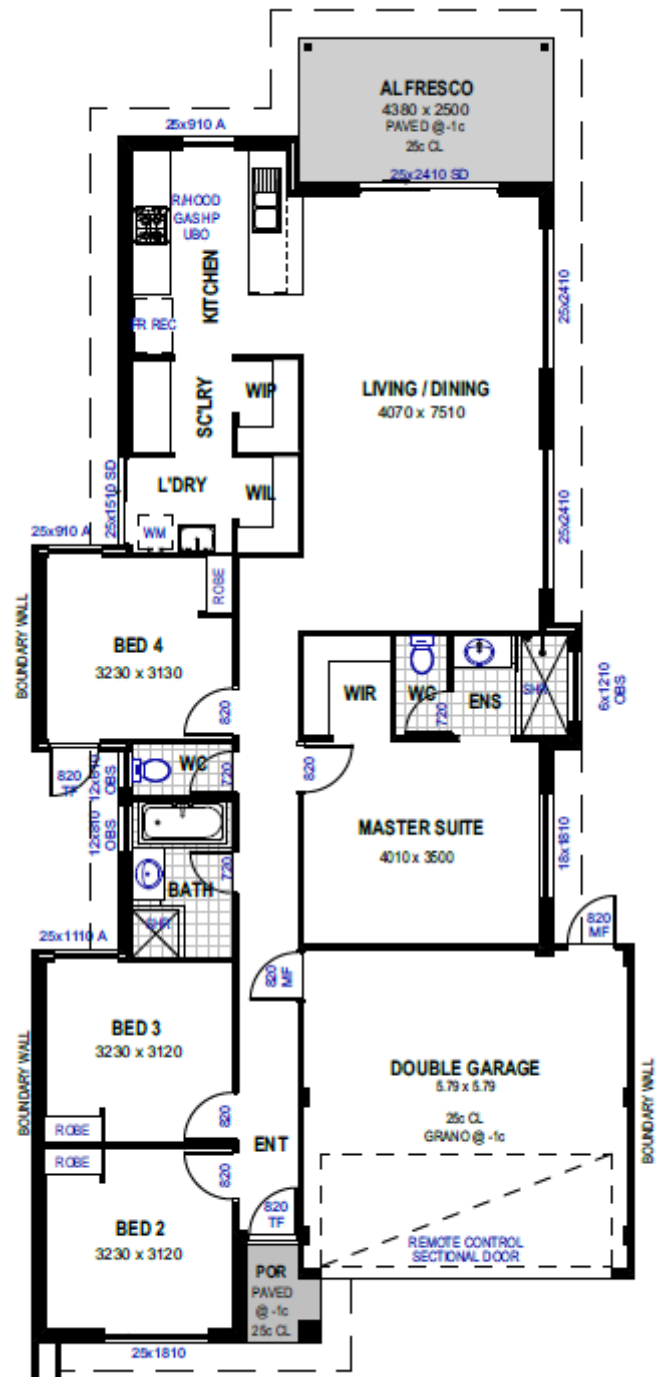 ALFRESCO
4380 x 2500
PAVED @ -1c
25c CL
25x910 A
25x2410 SD
R/HOOD
GASHP
UBO
KITCHEN
25x2410
FR REC
LIVING / DINING
4070 x 7510
WIP
SC'LRY
25x1510 SD
L'DRY
WIL
25x2410
WM
25x910 A
ROBE
BOUNDARY WALL
BED 4
3230 x 3130
820
WIR
WC
720
ENS
SHR
6x1210
OBS
820
TF
12x610
OBS
WC
720
820
12x810
OBS
MASTER SUITE
4010 x 3500
18x1810
BATH
720
SHR
25x1110 A
820
MF
820
MF
BOUNDARY WALL
BED 3
3230 x 3120
DOUBLE GARAGE
5.79 x 5.79
25c CL
GRANO @ -1c
BOUNDARY WALL
ROBE
820
ENT
ROBE
820
820
TF
BED 2
3230 x 3120
REMOTE CONTROL
SECTIONAL DOOR
POR
PAVED
@ -1c
25c CL
25x1810